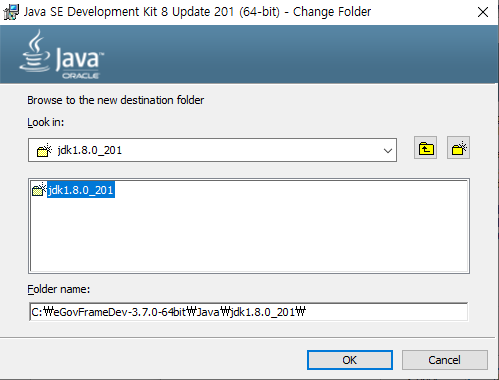 Java SE Development Kit 8 Update 201 (64-bit) - Change Folder
Java™
ORACLE
Browse to the new destination folder
Look in:
jdk1.8.0_201
jdk1.8.0_201
Folder name:
C:₩eGovFrameDev-3.7.0-64bit₩Java₩jdk1.8.0_201₩
OK
Cancel